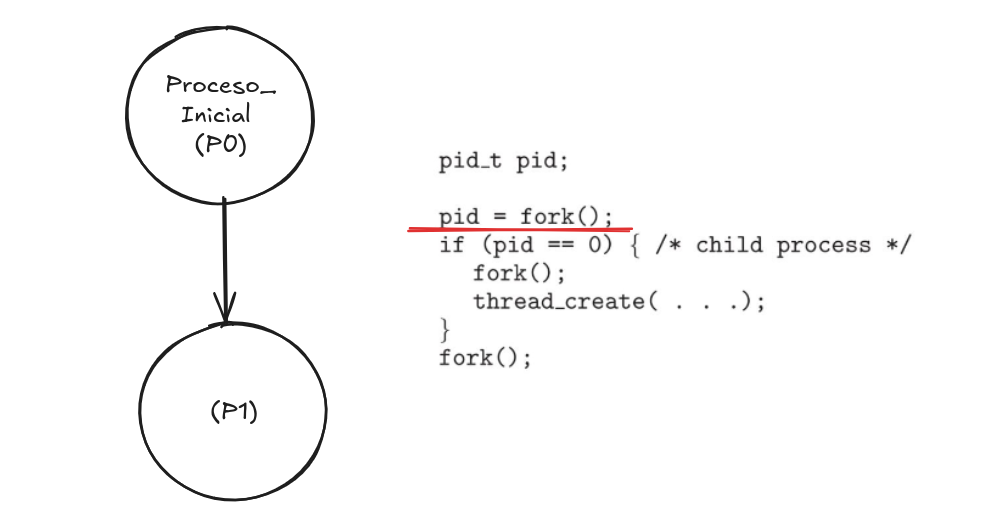 Proceso_
Inicial
(P0)
(P1)
pid_t pid;
pid = fork();
if (pid == 0) { /* child process */
fork();
thread_create( . . .);
}
fork();